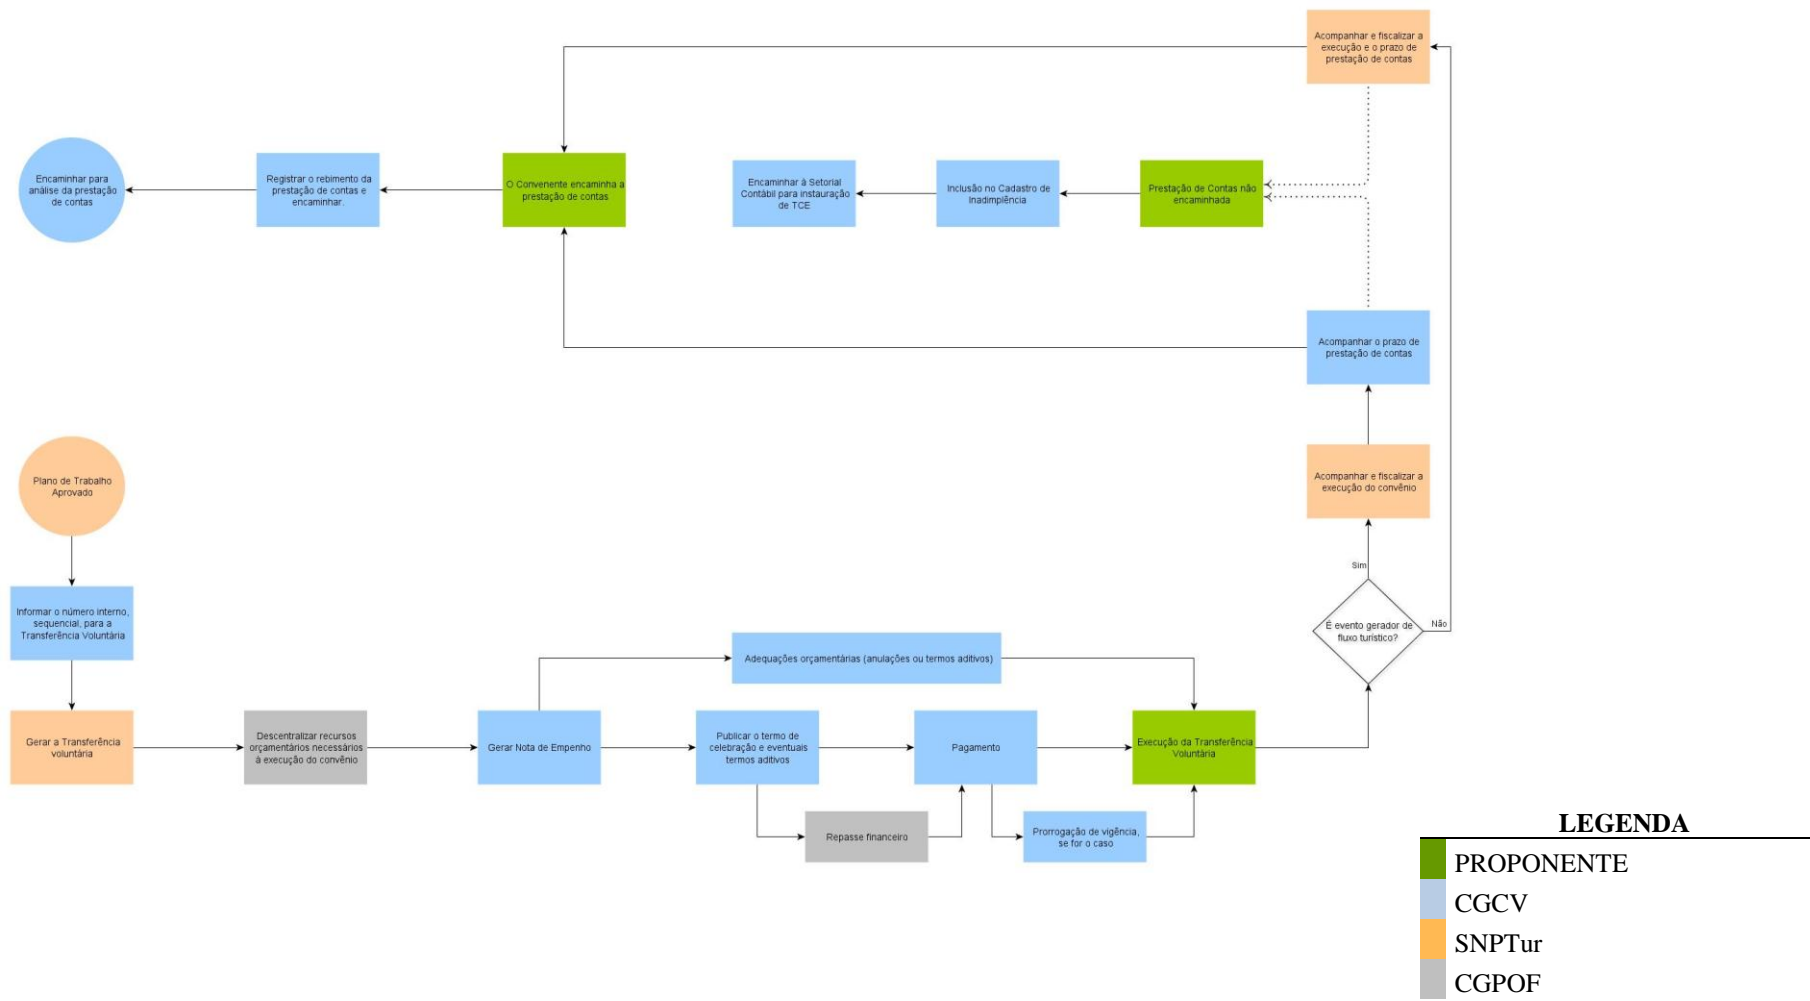 Acompanhar e fiscalizar a
execução e o prazo de
prestação de contas
Encaminhar para
análise da prestação
de contas
Registrar o rebimento da
prestação de contas e
encaminhar.
O Convenente encaminha a
prestação de contas
Encaminhar à Setorial
Contábil para instauração
de TCE
Inclusão no Cadastro de
Inadimplência
Prestação de Contas não
encaminhada
Acompanhar o prazo de
prestação de contas
Plano de Trabalho
Aprovado
Acompanhar e fiscalizar a
execução do convênio
Sim
Informar o número interno,
sequencial, para a
Transferência Voluntária
É evento gerador de
fluxo turístico?
Não
Adequações orçamentárias (anulações ou termos aditivos)
Gerar a Transferência
voluntária
Descentralizar recursos
orçamentários necessários
à execução do convênio
Gerar Nota de Empenho
Publicar o termo de
celebração e eventuais
termos aditivos
Pagamento
Execução da Transferência
Voluntária
Repasse financeiro
Prorrogação de vigência,
se for o caso
LEGENDA
PROPONENTE
CGCV
SNPTur
CGPOF